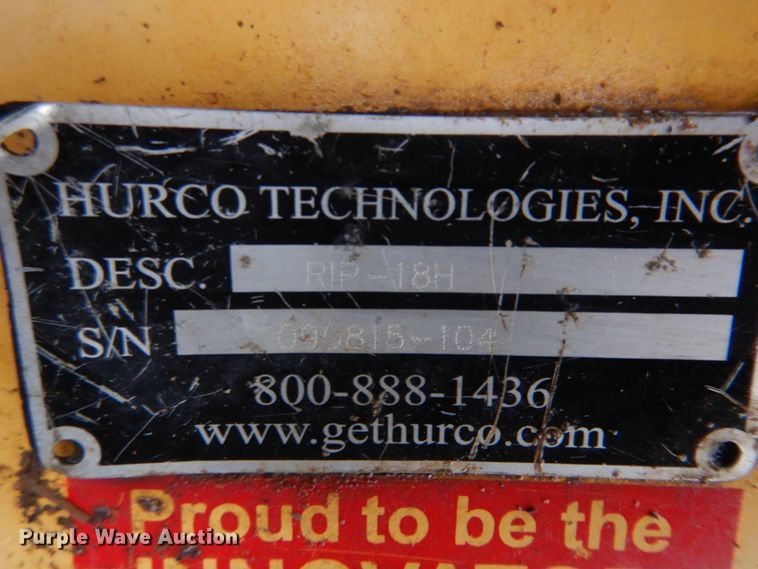 HURCO TECHNOLOGIES, INC.
DESC. RIP-18H
S/N 090815-104
800-888-1436
www.gethurco.com
Proud to be the
INNOVATOR
Purple Wave Auction